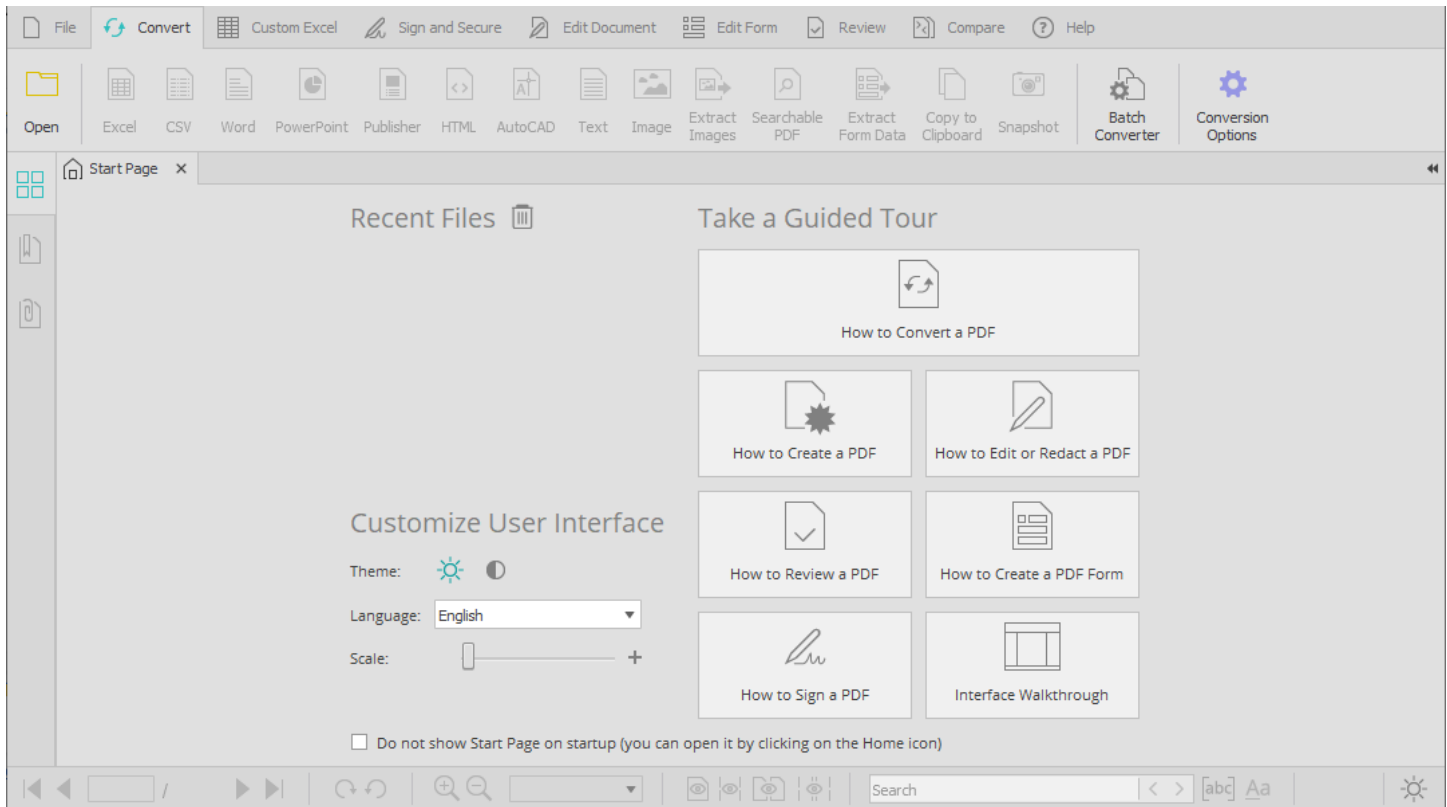 File Convert Custom Excel Sign and Secure Edit Document Edit Form Review Compare Help
Open Excel CSV Word PowerPoint Publisher HTML AutoCAD Text Image Extract Images Searchable PDF Extract Form Data Copy to Clipboard Snapshot Batch Converter Conversion Options
Start Page
Recent Files
Customize User Interface
Theme:
Language: English
Scale:
Take a Guided Tour
How to Convert a PDF
How to Create a PDF
How to Edit or Redact a PDF
How to Review a PDF
How to Create a PDF Form
How to Sign a PDF
Interface Walkthrough
Do not show Start Page on startup (you can open it by clicking on the Home icon)
/ Search [abc] Aa